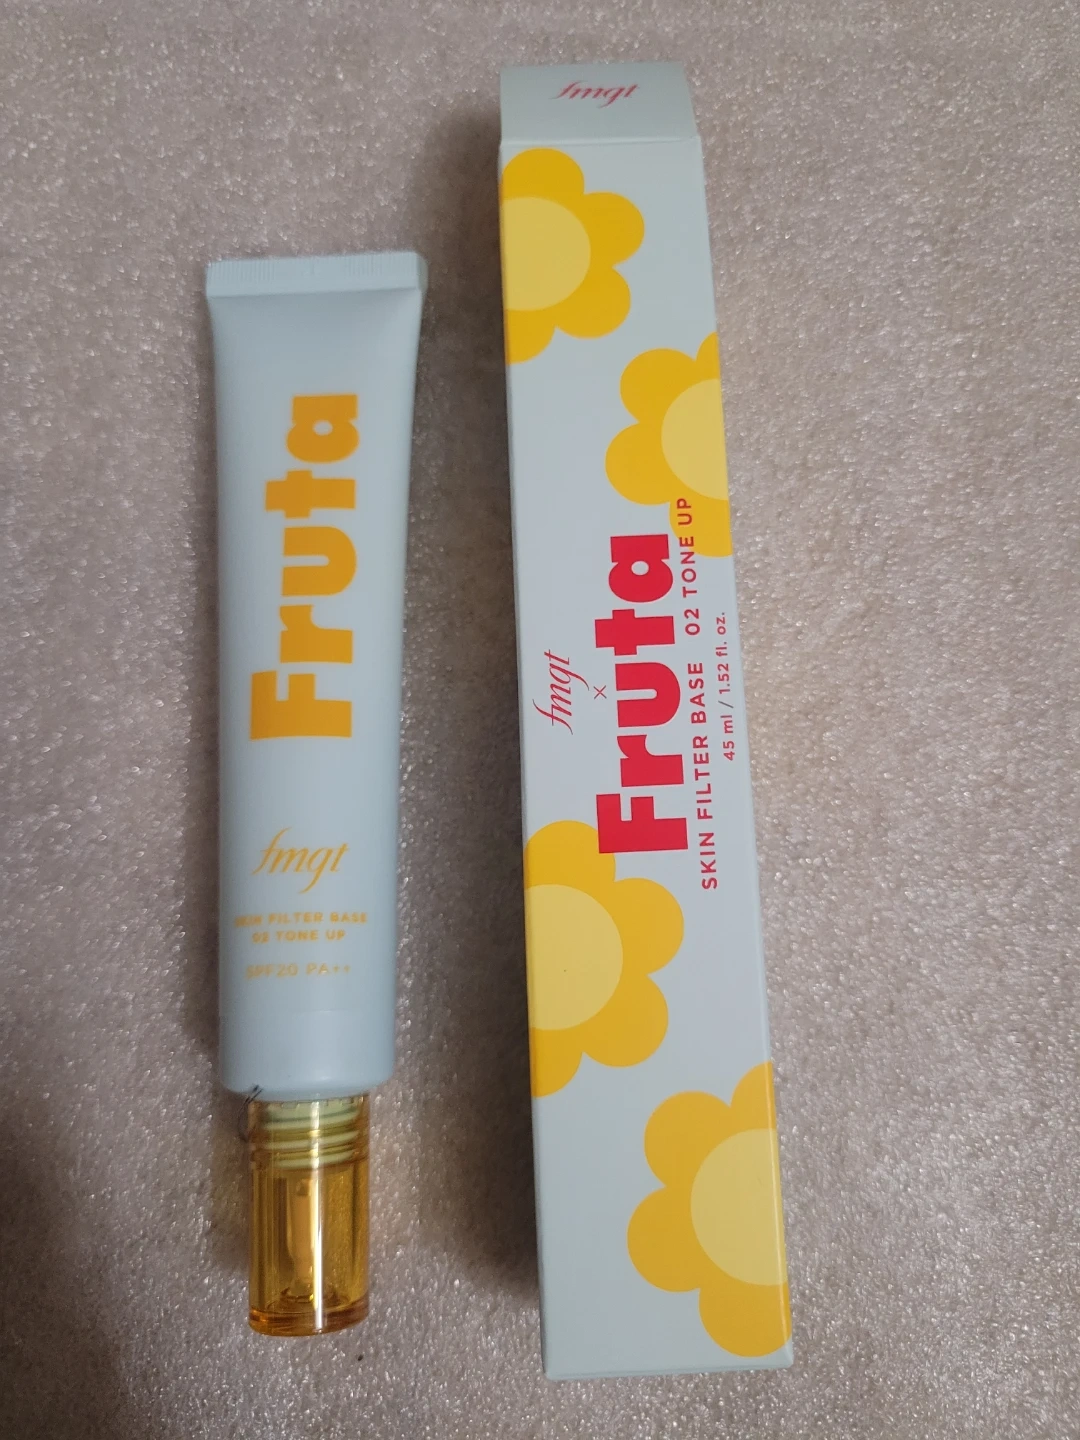 Fruta
fmgt
SKIN FILTER BASE
02 TONE UP
SPF20 PA++
fmgt
fmgt
×
Fruta
SKIN FILTER BASE 02 TONE UP
45 ml / 1.52 fl. oz.